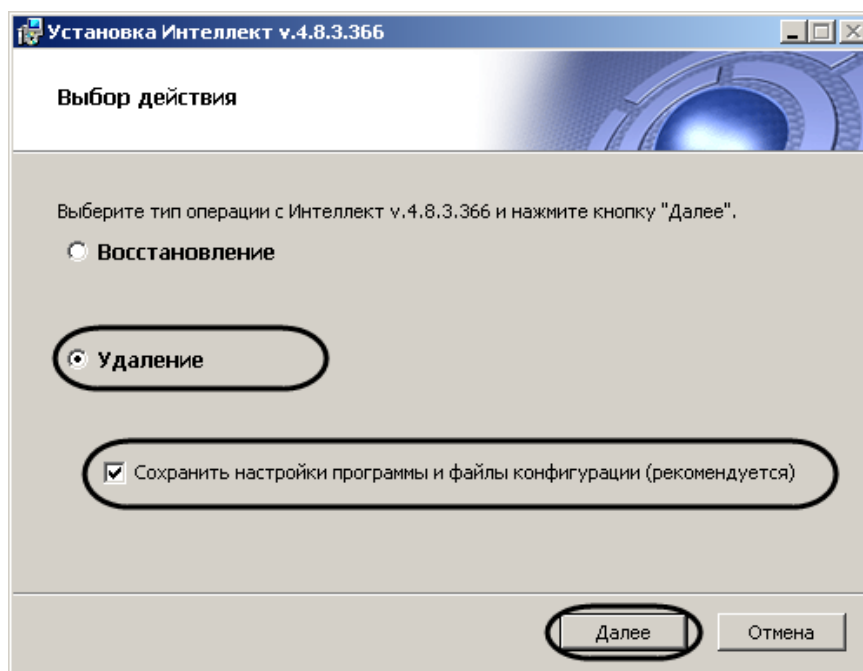 Установка Интеллект v.4.8.3.366
Выбор действия
Выберите тип операции с Интеллект v.4.8.3.366 и нажмите кнопку "Далее".
Восстановление
Удаление
Сохранить настройки программы и файлы конфигурации (рекомендуется)
Далее
Отмена